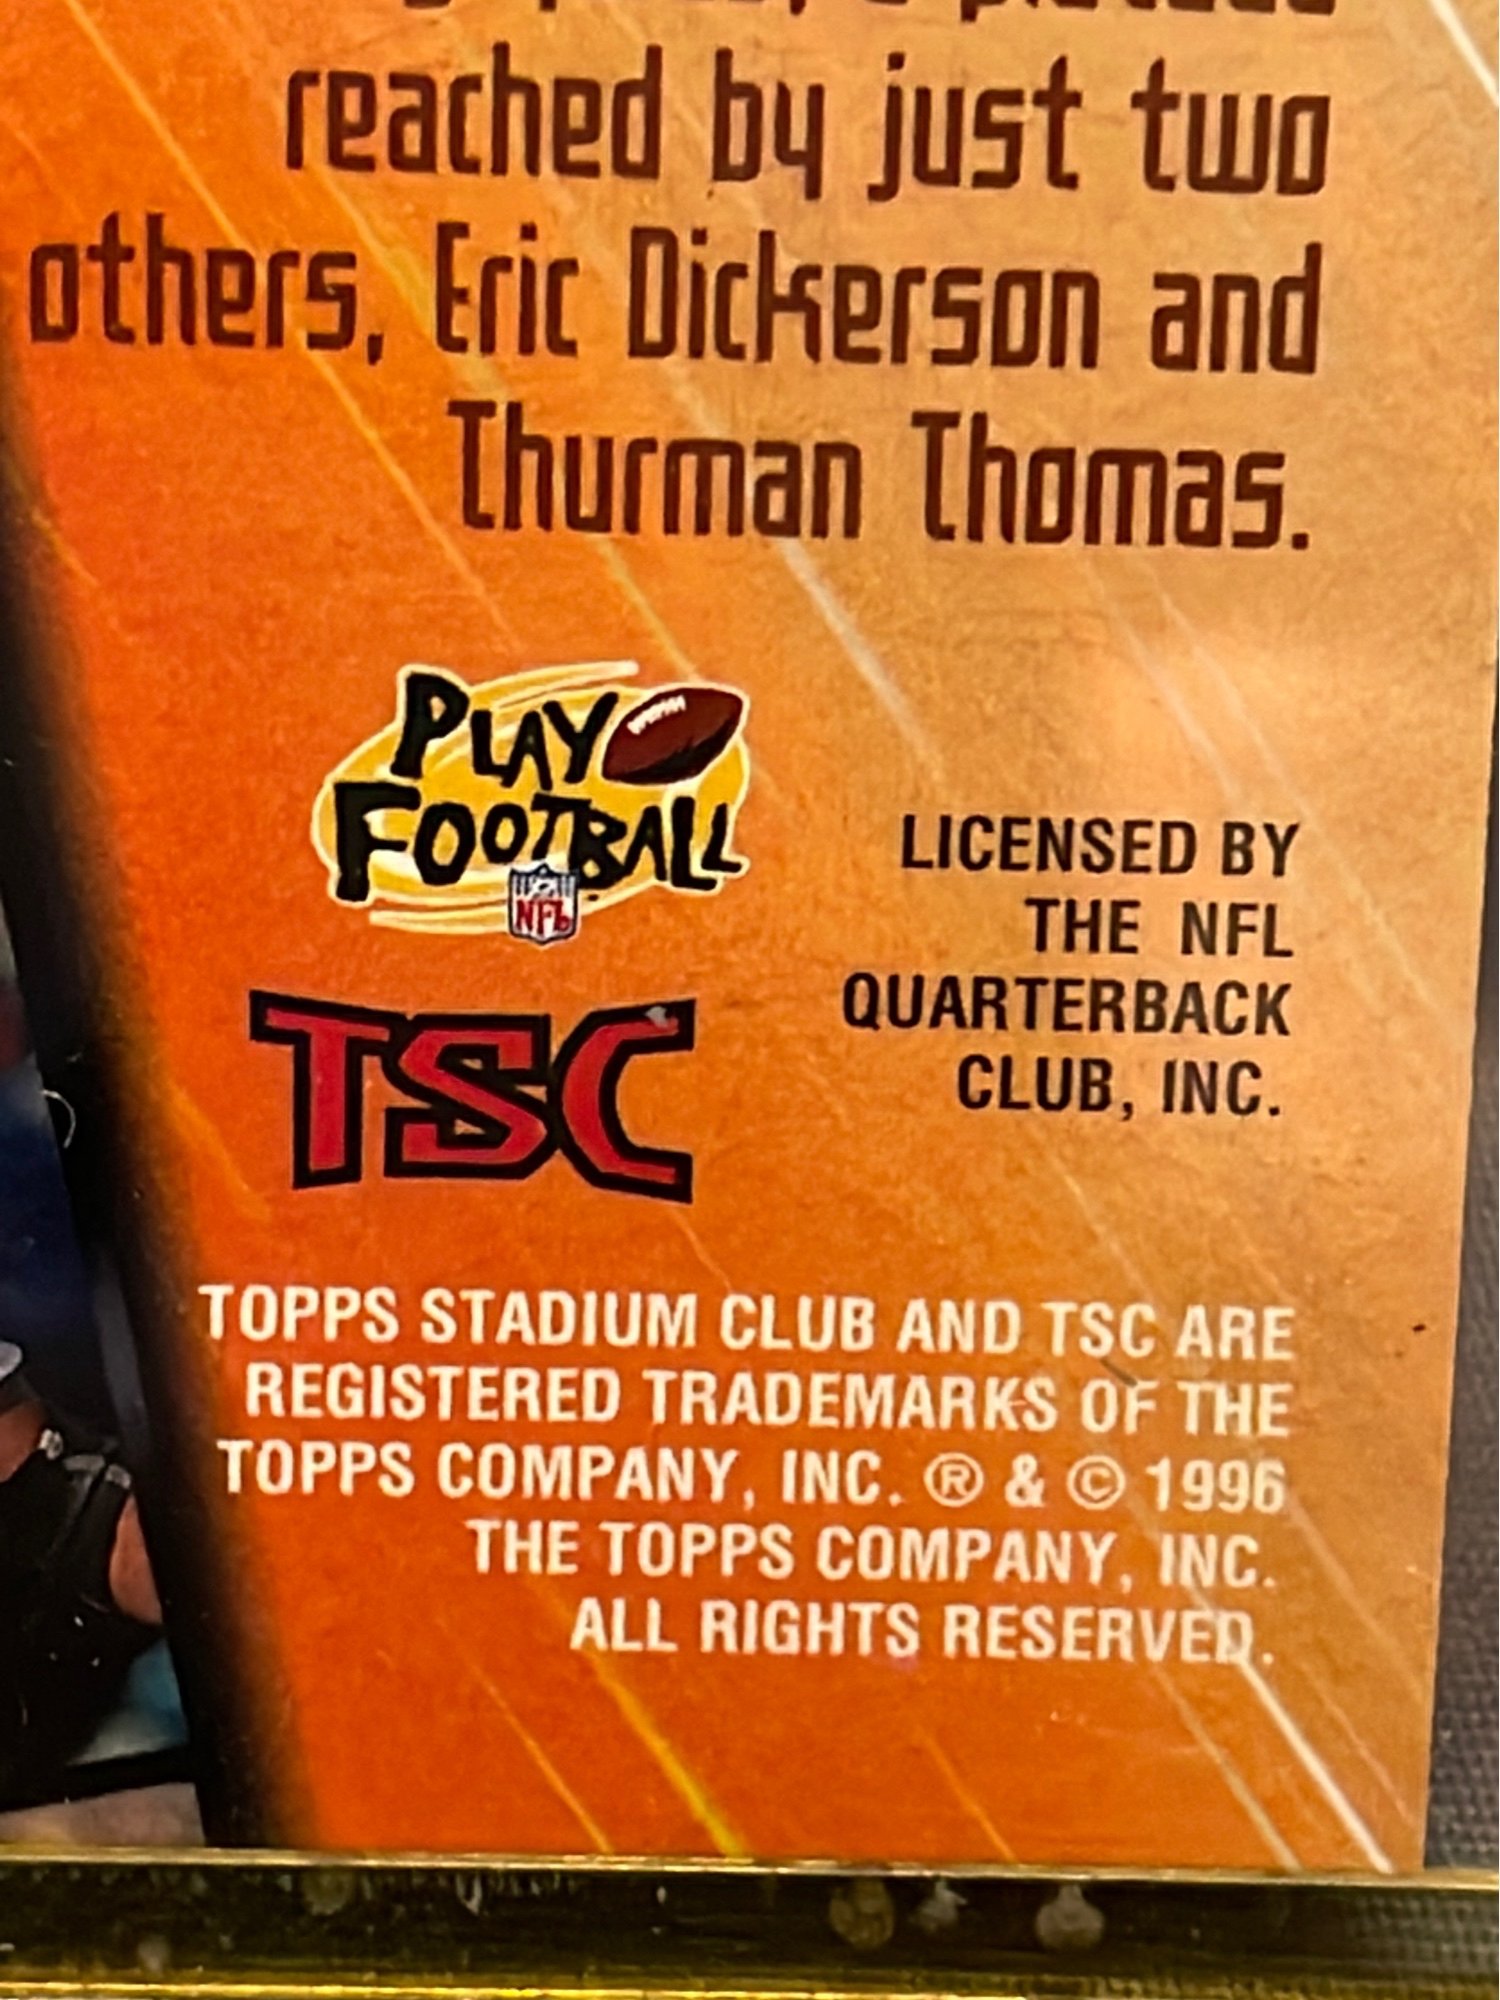 reached by just two
others, Eric Dickerson and
Thurman Thomas.
PLAY
FOOTBALL
NFL
TSC
LICENSED BY
THE NFL
QUARTERBACK
CLUB, INC.
TOPPS STADIUM CLUB AND TSC ARE
REGISTERED TRADEMARKS OF THE
TOPPS COMPANY, INC. ® & © 1996
THE TOPPS COMPANY, INC.
ALL RIGHTS RESERVED.